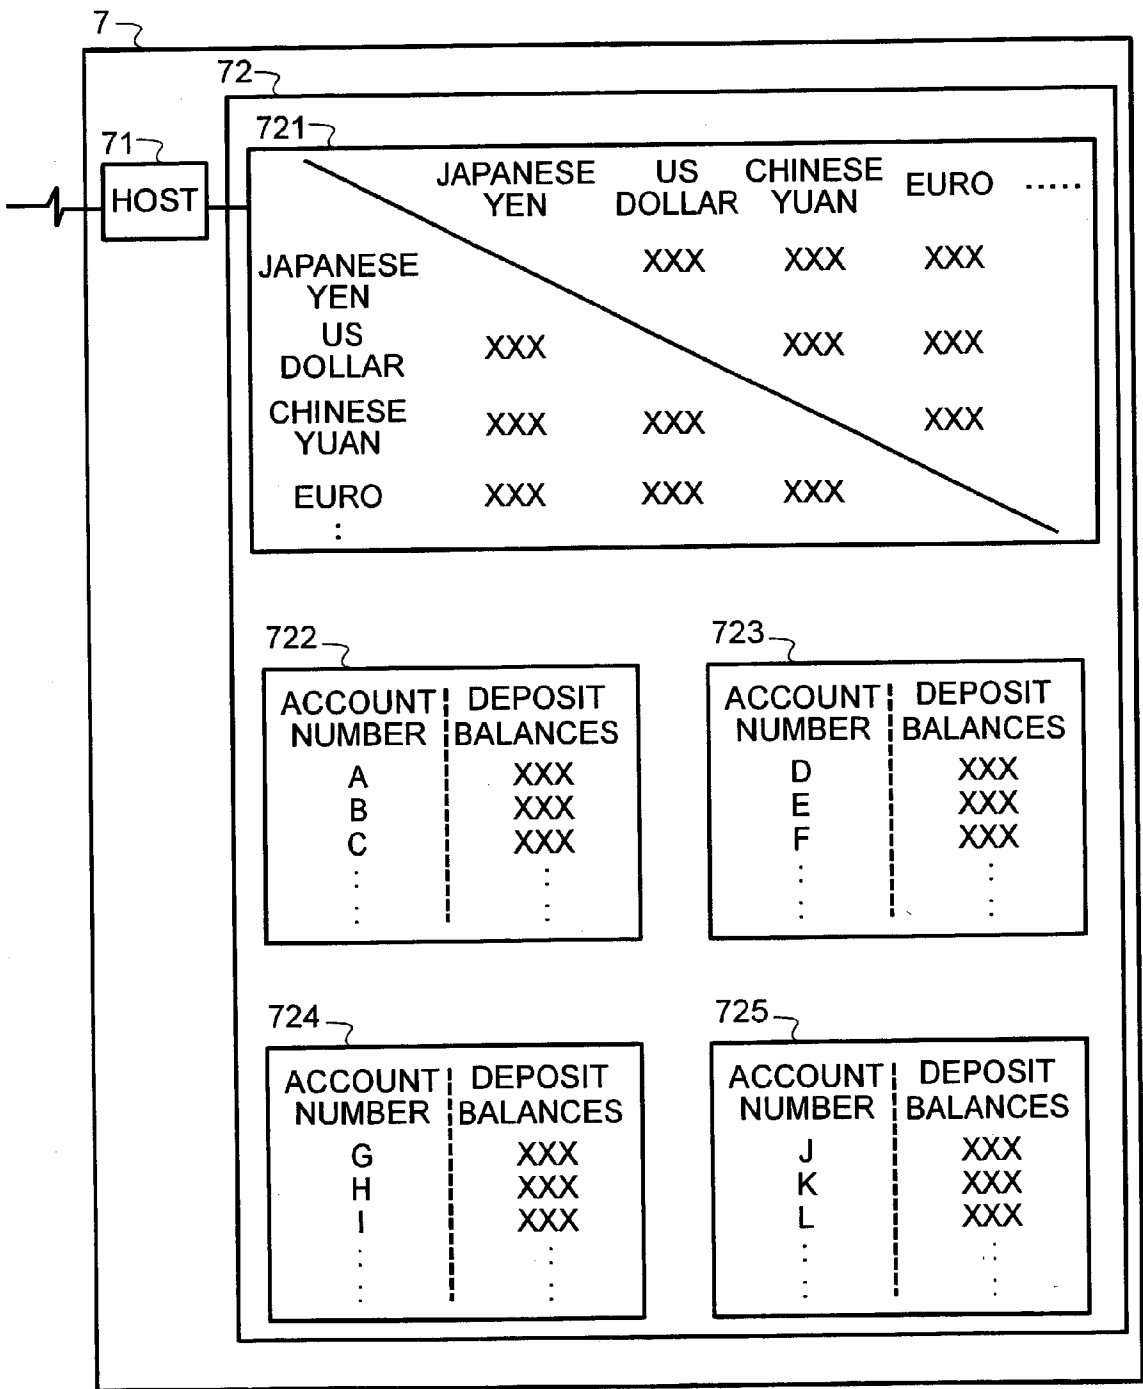 7
72
721
71
HOST
JAPANESE YEN US DOLLAR CHINESE YUAN EURO .....
JAPANESE YEN XXX XXX XXX
US DOLLAR XXX XXX XXX
CHINESE YUAN XXX XXX XXX
EURO XXX XXX XXX
:
722
ACCOUNT NUMBER DEPOSIT BALANCES
A XXX
B XXX
C XXX
723
ACCOUNT NUMBER DEPOSIT BALANCES
D XXX
E XXX
F XXX
724
ACCOUNT NUMBER DEPOSIT BALANCES
G XXX
H XXX
I XXX
725
ACCOUNT NUMBER DEPOSIT BALANCES
J XXX
K XXX
L XXX